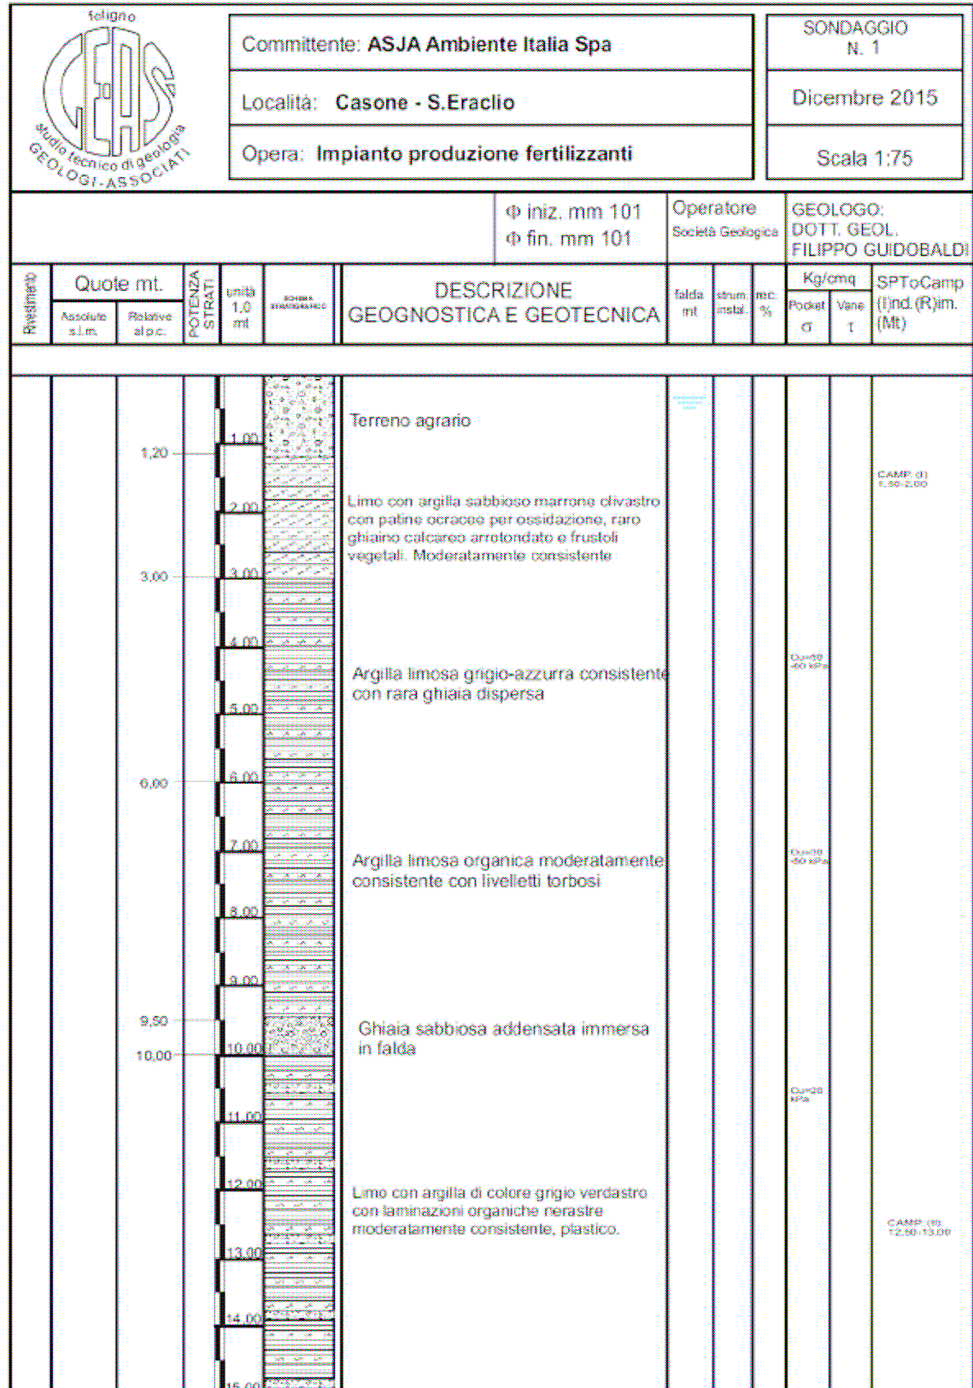 foligno
CEAS
studio tecnico di geologia
GEOLOGI-ASSOCIATI
Committente: ASJA Ambiente Italia Spa
Località: Casone - S.Eraclio
Opera: Impianto produzione fertilizzanti
SONDAGGIO
N. 1
Dicembre 2015
Scala 1:75
Φ iniz. mm 101
Φ fin. mm 101
Operatore
Società Geologica
GEOLOGO:
DOTT. GEOL.
FILIPPO GUIDOBALDI
Rivestimento
Quote mt.
Assolute
s.l.m.
Relative
al p.c.
POTENZA
STRATI
unità
1,0
mt
SCHEMA
STRATIGRAFICO
DESCRIZIONE
GEOGNOSTICA E GEOTECNICA
falda
mt
strum.
instal.
rec.
%
Kg/cmq
Pocket
σ
Vane
τ
SPToCamp
(I)nd.(R)im.
(Mt)
Terreno agrario
1.00
1,20
CAMP. (I)
1,50-2,00
2.00
Limo con argilla sabbioso marrone olivastro
con patine ocracee per ossidazione, raro
ghiaino calcareo arrotondato e frustoli
vegetali. Moderatamente consistente
3,00
3.00
4.00
Argilla limosa grigio-azzurra consistente
con rara ghiaia dispersa
5.00
6,00
6.00
7.00
Argilla limosa organica moderatamente
consistente con livelletti torbosi
8.00
9.00
9,50
Ghiaia sabbiosa addensata immersa
in falda
10,00
10.00
Cu=20
kPa
11.00
12.00
Limo con argilla di colore grigio verdastro
con laminazioni organiche nerastre
moderatamente consistente, plastico.
12,50-13,00
13.00
14.00
15.00